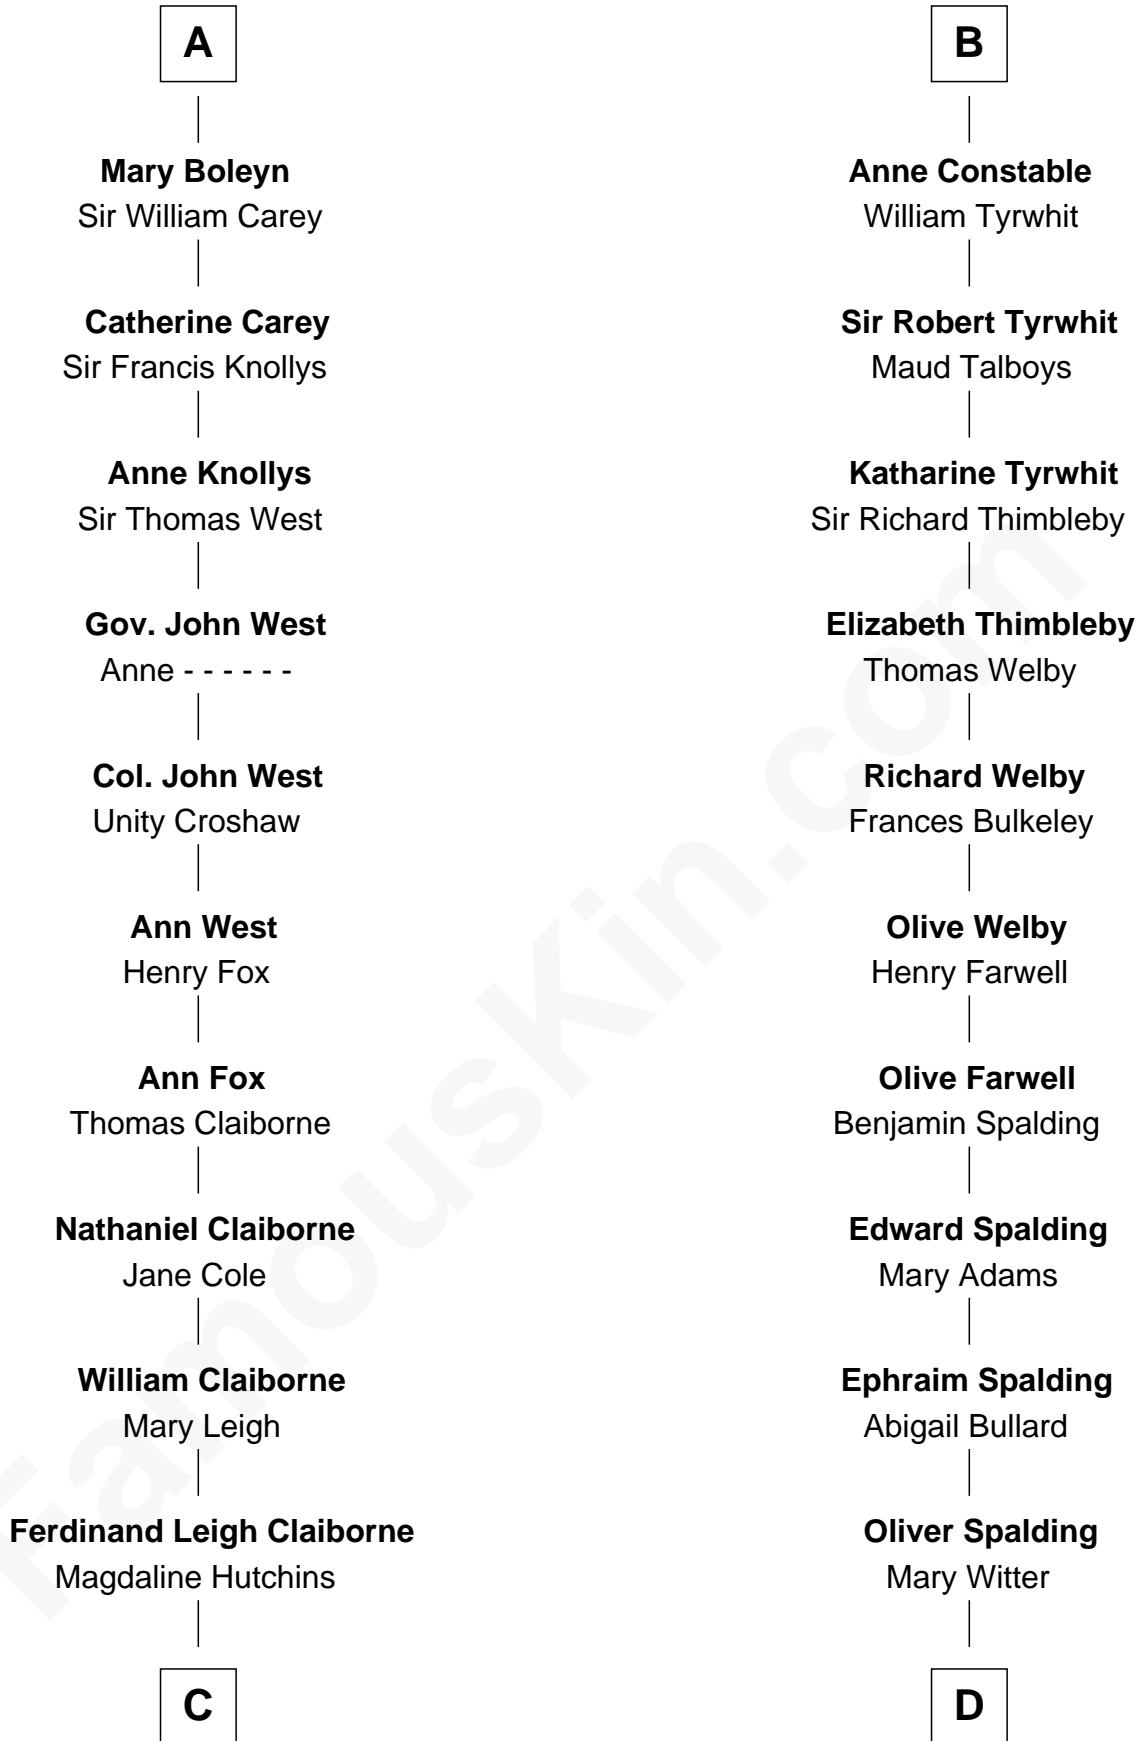 A
Mary Boleyn
Sir William Carey
Catherine Carey
Sir Francis Knollys
Anne Knollys
Sir Thomas West
Gov. John West
Anne - - - - - -
Col. John West
Unity Croshaw
Ann West
Henry Fox
Ann Fox
Thomas Claiborne
Nathaniel Claiborne
Jane Cole
William Claiborne
Mary Leigh
Ferdinand Leigh Claiborne
Magdaline Hutchins
C
B
Anne Constable
William Tyrwhit
Sir Robert Tyrwhit
Maud Talboys
Katharine Tyrwhit
Sir Richard Thimbleby
Elizabeth Thimbleby
Thomas Welby
Richard Welby
Frances Bulkeley
Olive Welby
Henry Farwell
Olive Farwell
Benjamin Spalding
Edward Spalding
Mary Adams
Ephraim Spalding
Abigail Bullard
Oliver Spalding
Mary Witter
D
FamousKin.com